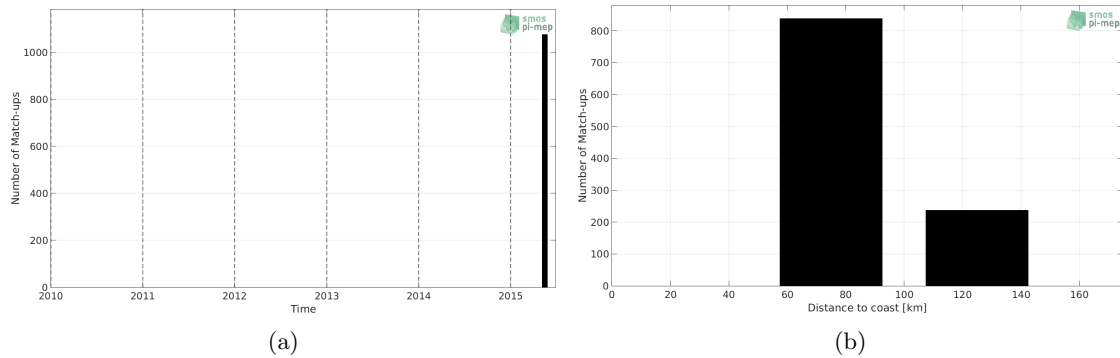 smos
pi-mep
1000
800
600
400
200
0
Number of Match-ups
2010 2011 2012 2013 2014 2015
Time
(a)
smos
pi-mep
800
700
600
500
400
300
200
100
0
Number of Match-ups
0 20 40 60 80 100 120 140 160
Distance to coast [km]
(b)